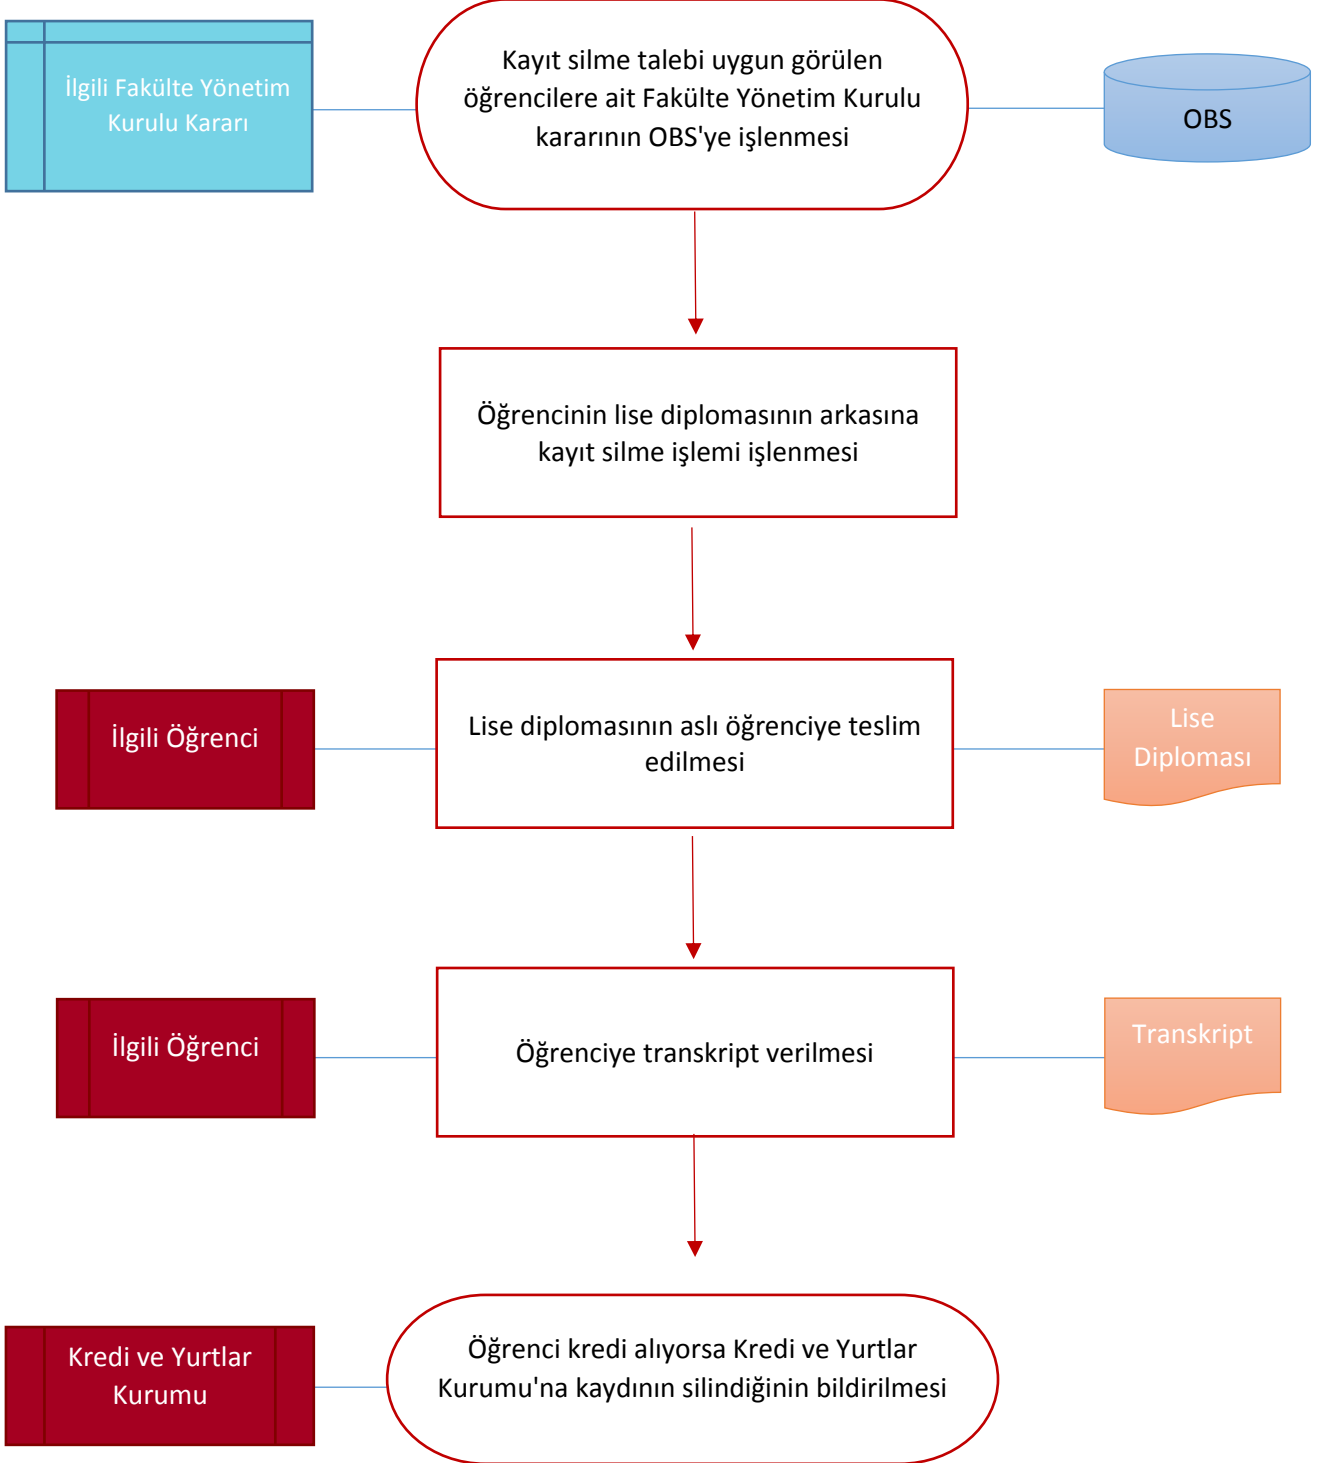 İlgili Fakülte Yönetim
Kurulu Kararı
Kayıt silme talebi uygun görülen
öğrencilere ait Fakülte Yönetim Kurulu
kararının OBS'ye işlenmesi
OBS
Öğrencinin lise diplomasının arkasına
kayıt silme işlemi işlenmesi
İlgili Öğrenci
Lise diplomasının aslı öğrenciye teslim
edilmesi
Lise
Diploması
İlgili Öğrenci
Öğrenciye transkript verilmesi
Transkript
Kredi ve Yurtlar
Kurumu
Öğrenci kredi alıyorsa Kredi ve Yurtlar
Kurumu'na kaydının silindiğinin bildirilmesi